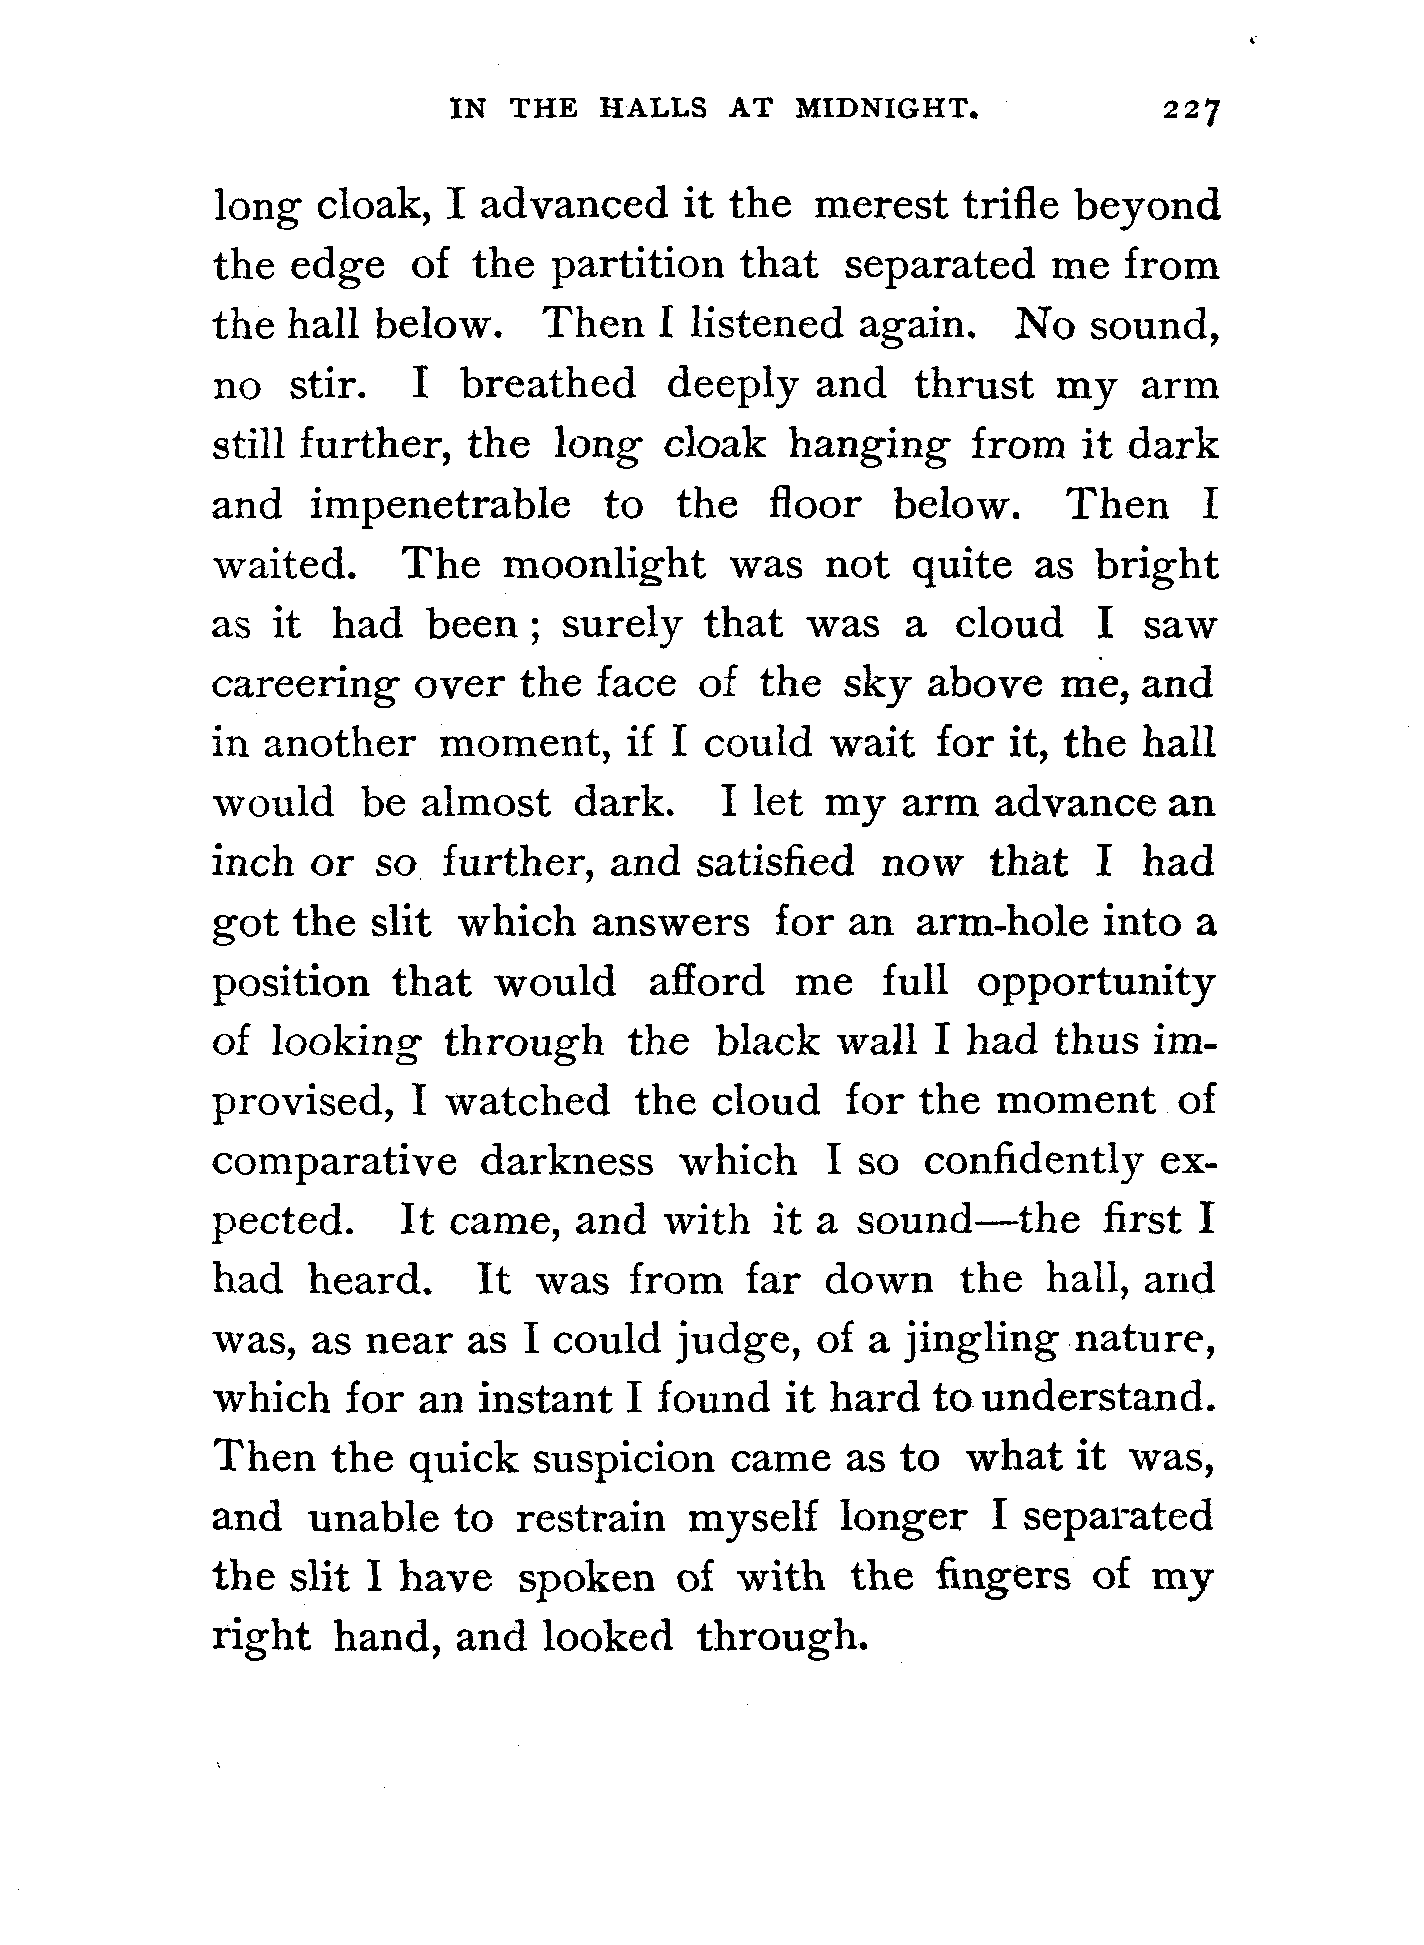 IN THE HALLS AT MIDNIGHT. 227
long cloak, I advanced it the merest trifle beyond
the edge of the partition that separated me from
the hall below. Then I listened again. No sound,
no stir. I breathed deeply and thrust my arm
still further, the long cloak hanging from it dark
and impenetrable to the floor below. Then I
waited. The moonlight was not quite as bright
as it had been ; surely that was a cloud I saw
careering over the face of the sky above me, and
in another moment, if I could wait for it, the hall
would be almost dark. I let my arm advance an
inch or so further, and satisfied now that I had
got the slit which answers for an arm-hole into a
position that would afford me full opportunity
of looking through the black wall I had thus im-
provised, I watched the cloud for the moment of
comparative darkness which I so confidently ex-
pected. It came, and with it a sound—the first I
had heard. It was from far down the hall, and
was, as near as I could judge, of a jingling nature,
which for an instant I found it hard to understand.
Then the quick suspicion came as to what it was,
and unable to restrain myself longer I separated
the slit I have spoken of with the fingers of my
right hand, and looked through.